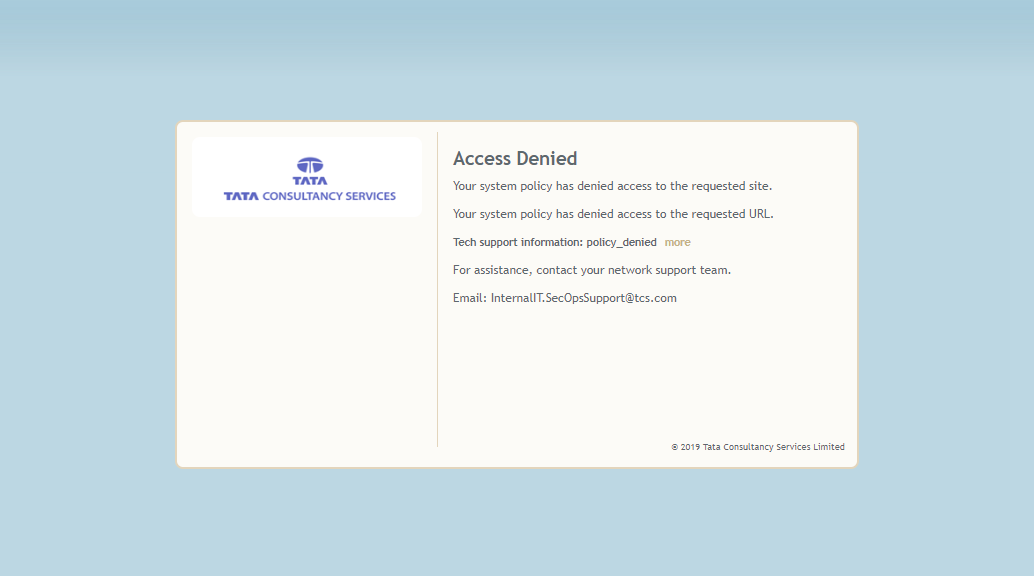 TATA
TATA CONSULTANCY SERVICES
Access Denied
Your system policy has denied access to the requested site.
Your system policy has denied access to the requested URL.
Tech support information: policy_denied more
For assistance, contact your network support team.
Email: InternalIT.SecOpsSupport@tcs.com
© 2019 Tata Consultancy Services Limited